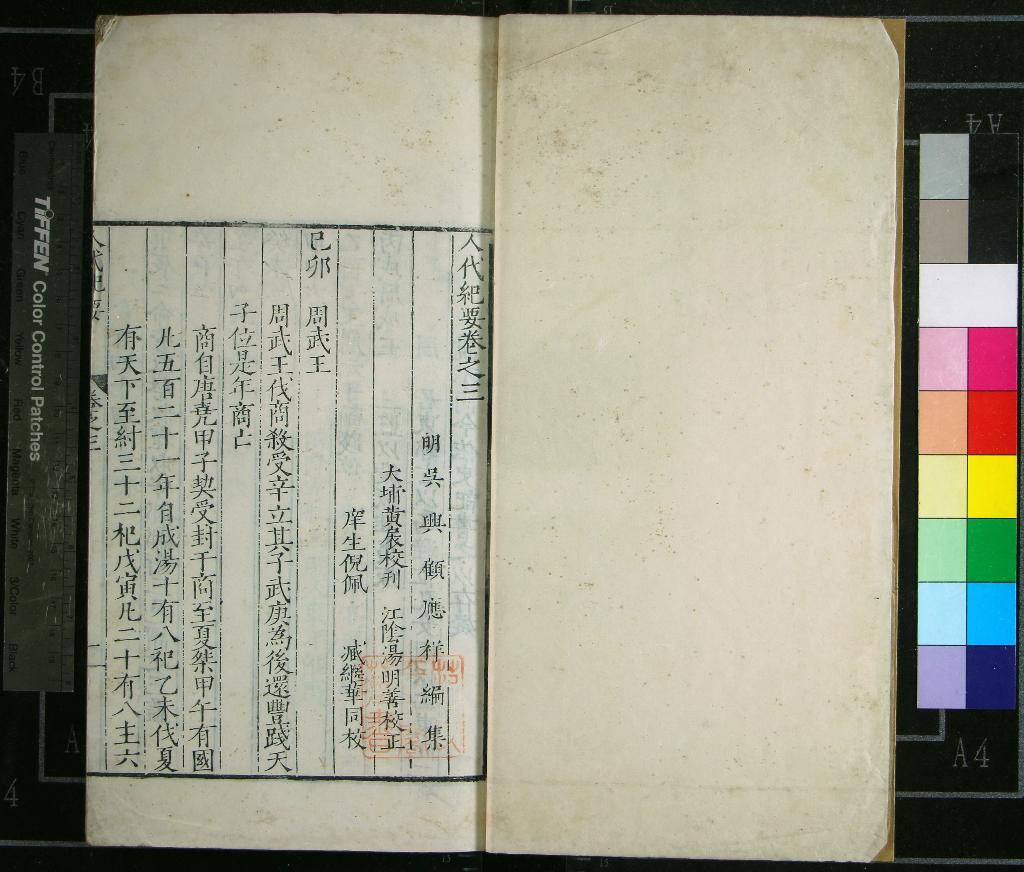 人代紀要卷之三
明吳興顧應祥編集
大埔黃扆校刋 江陰湯明善校正
庠生倪佩 臧繼華同校
己卯 周武王
周武王伐商殺受辛立其子武庚為後還豐踐天
子位是年商亡
商自唐堯甲子契受封于商至夏桀甲午有國
凡五百二十一年自成湯十有八祀乙未伐夏
有天下至紂三十二祀戊寅凡二十有八主六
人代紀要 卷之三
TIFFEN Color Control Patches
Blue Cyan Green Yellow Red Magenta White 3/Color Black
B4
A4
A4
A
4